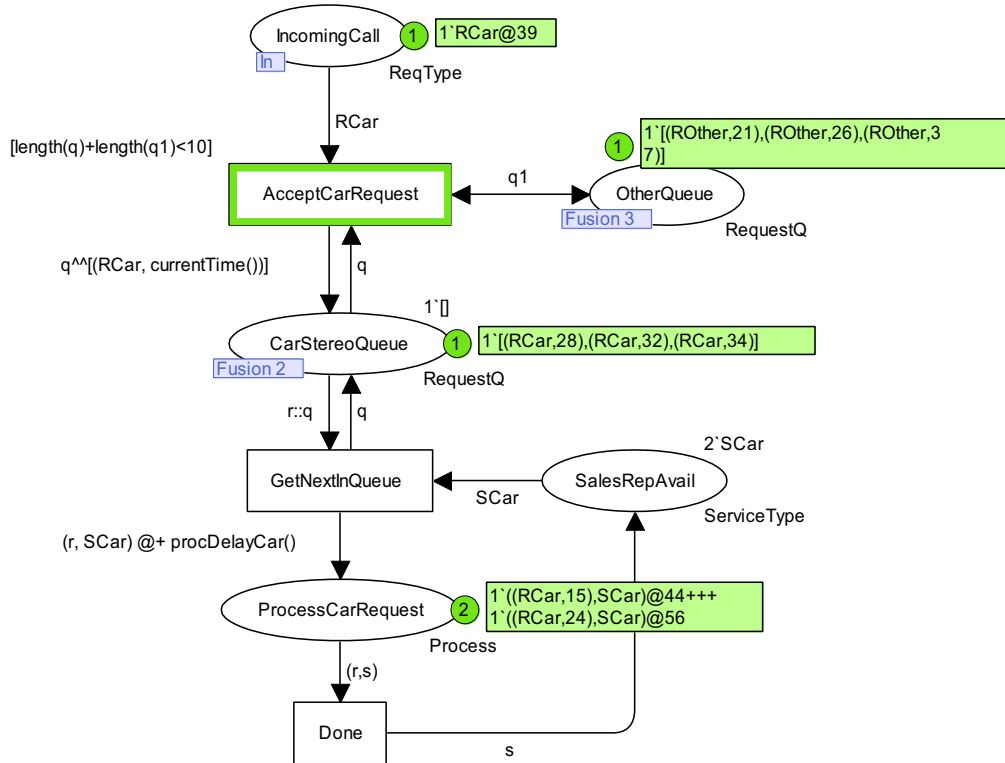 IncomingCall
1
1`RCar@39
In
ReqType
RCar
[length(q)+length(q1)<10]
1`[(ROther,21),(ROther,26),(ROther,3
7)]
1
AcceptCarRequest
q1
OtherQueue
Fusion 3
RequestQ
q^^[(RCar, currentTime())]
q
1`[]
CarStereoQueue
1
1`[(RCar,28),(RCar,32),(RCar,34)]
Fusion 2
RequestQ
r::q
q
2`SCar
GetNextInQueue
SCar
SalesRepAvail
ServiceType
(r, SCar) @+ procDelayCar()
ProcessCarRequest
2
1`((RCar,15),SCar)@44+++
1`((RCar,24),SCar)@56
Process
(r,s)
Done
s